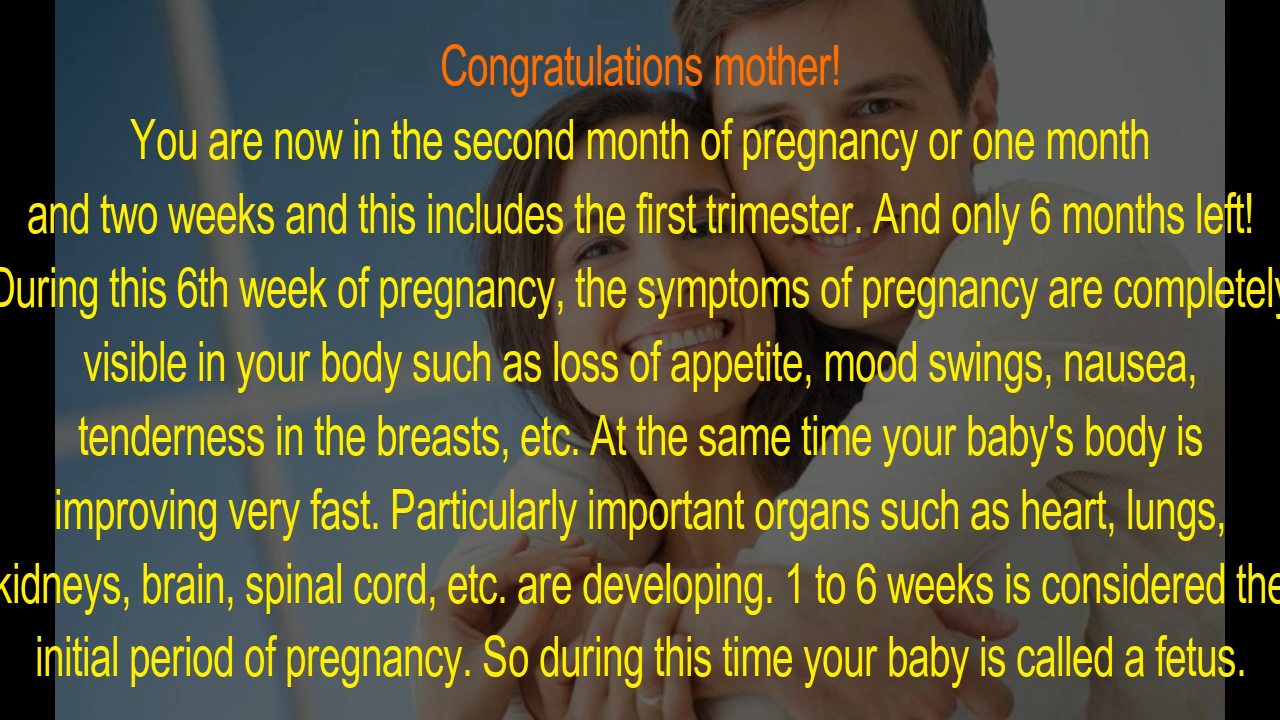 Congratulations mother!
You are now in the second month of pregnancy or one month
and two weeks and this includes the first trimester. And only 6 months left!
During this 6th week of pregnancy, the symptoms of pregnancy are completely
visible in your body such as loss of appetite, mood swings, nausea,
tenderness in the breasts, etc. At the same time your baby's body is
improving very fast. Particularly important organs such as heart, lungs,
kidneys, brain, spinal cord, etc. are developing. 1 to 6 weeks is considered the
initial period of pregnancy. So during this time your baby is called a fetus.